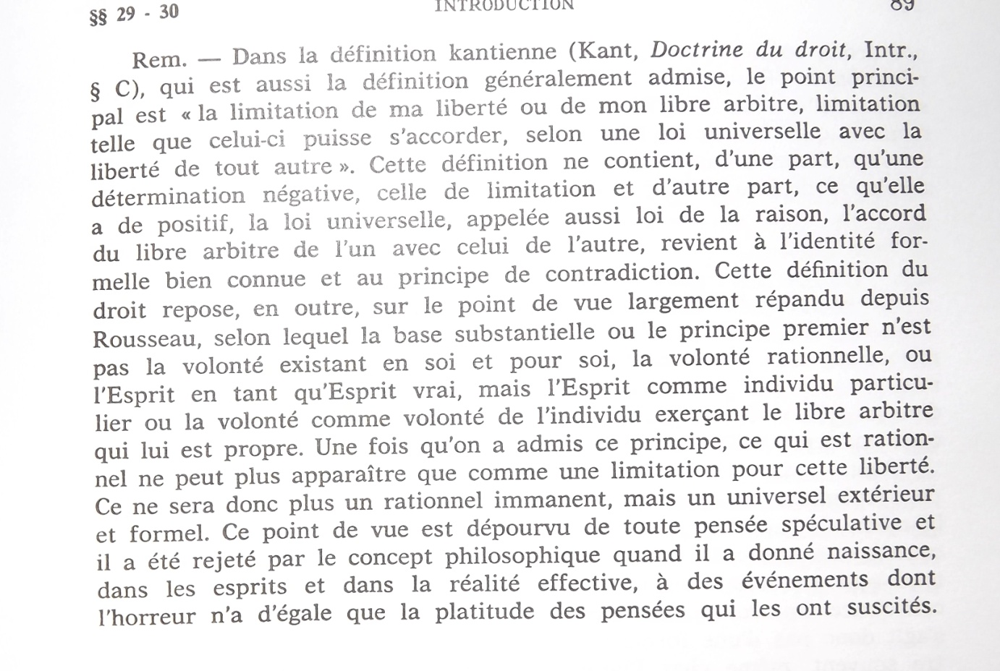 §§ 29 - 30 INTRODUCTION 89
Rem. — Dans la définition kantienne (Kant, Doctrine du droit, Intr.,
§ C), qui est aussi la définition généralement admise, le point princi-
pal est « la limitation de ma liberté ou de mon libre arbitre, limitation
telle que celui-ci puisse s'accorder, selon une loi universelle avec la
liberté de tout autre ». Cette définition ne contient, d'une part, qu'une
détermination négative, celle de limitation et d'autre part, ce qu'elle
a de positif, la loi universelle, appelée aussi loi de la raison, l'accord
du libre arbitre de l'un avec celui de l'autre, revient à l'identité for-
melle bien connue et au principe de contradiction. Cette définition du
droit repose, en outre, sur le point de vue largement répandu depuis
Rousseau, selon lequel la base substantielle ou le principe premier n'est
pas la volonté existant en soi et pour soi, la volonté rationnelle, ou
l'Esprit en tant qu'Esprit vrai, mais l'Esprit comme individu particu-
lier ou la volonté comme volonté de l'individu exerçant le libre arbitre
qui lui est propre. Une fois qu'on a admis ce principe, ce qui est ration-
nel ne peut plus apparaître que comme une limitation pour cette liberté.
Ce ne sera donc plus un rationnel immanent, mais un universel extérieur
et formel. Ce point de vue est dépourvu de toute pensée spéculative et
il a été rejeté par le concept philosophique quand il a donné naissance,
dans les esprits et dans la réalité effective, à des événements dont
l'horreur n'a d'égale que la platitude des pensées qui les ont suscités.